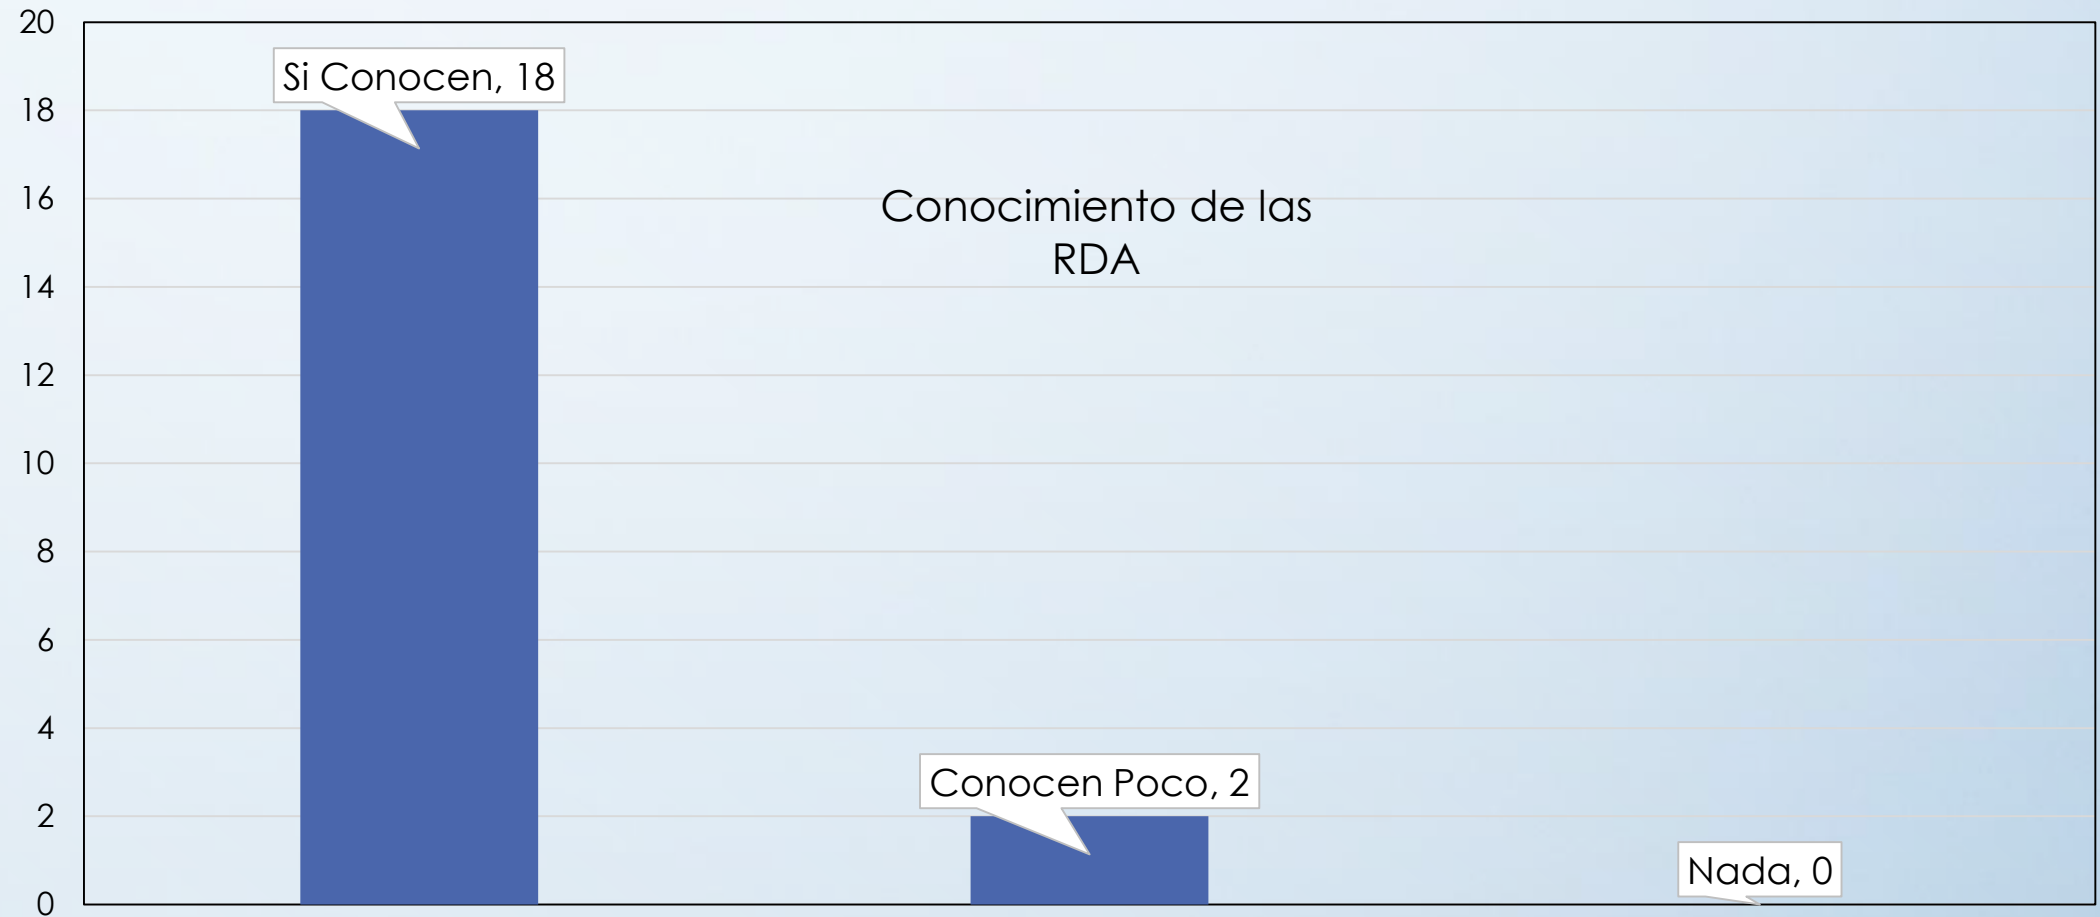 20
Si Conocen, 18
18
16
Conocimiento de las
RDA
14
12
10
8
6
4
Conocen Poco, 2
2
Nada, 0
0